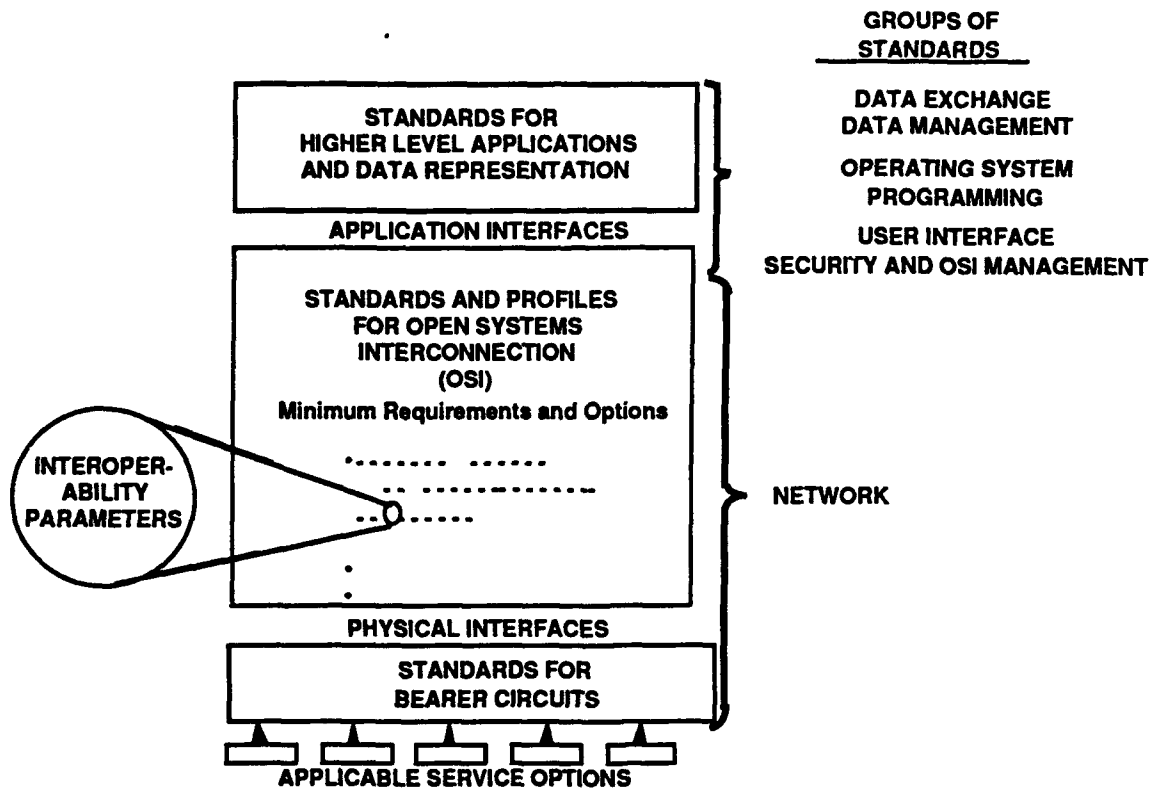 GROUPS OF
STANDARDS
DATA EXCHANGE
DATA MANAGEMENT
OPERATING SYSTEM
PROGRAMMING
USER INTERFACE
SECURITY AND OSI MANAGEMENT
STANDARDS FOR
HIGHER LEVEL APPLICATIONS
AND DATA REPRESENTATION
APPLICATION INTERFACES
STANDARDS AND PROFILES
FOR OPEN SYSTEMS
INTERCONNECTION
(OSI)
Minimum Requirements and Options
INTEROPER-
ABILITY
PARAMETERS
NETWORK
PHYSICAL INTERFACES
STANDARDS FOR
BEARER CIRCUITS
APPLICABLE SERVICE OPTIONS